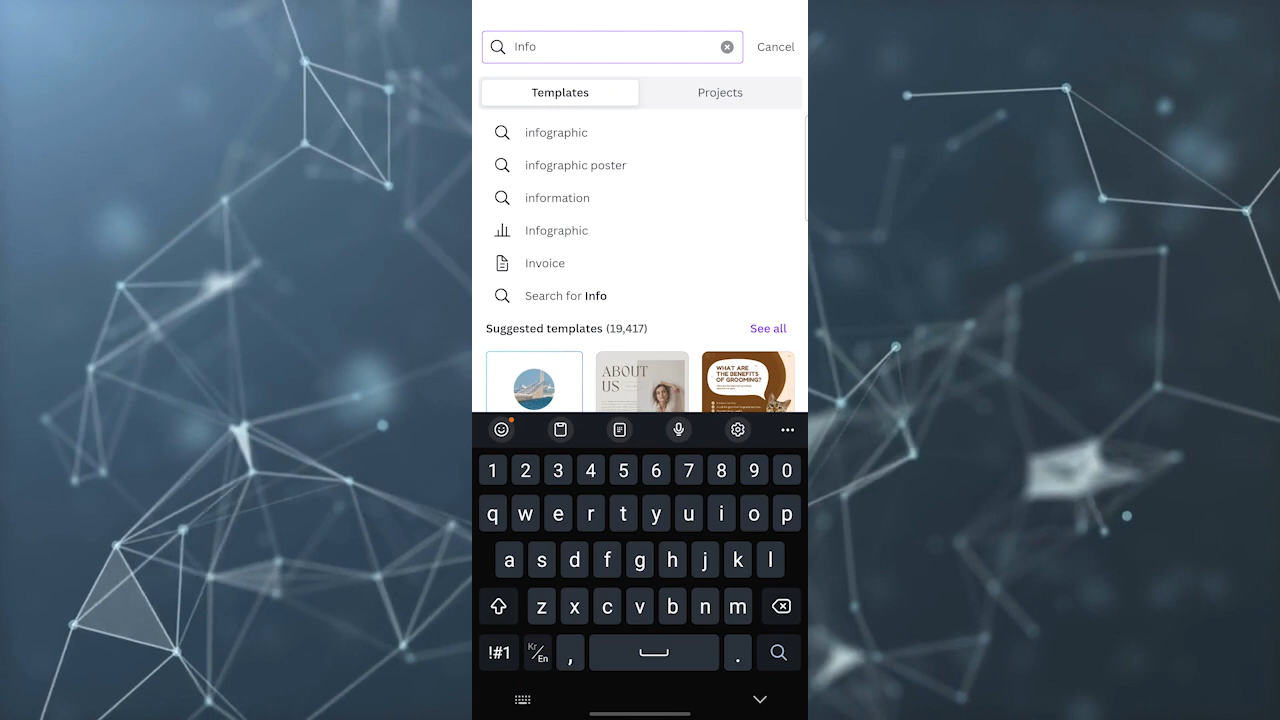 Info
Cancel
Templates
Projects
infographic
infographic poster
information
Infographic
Invoice
Search for Info
Suggested templates (19,417)
See all
ABOUT
US
WHAT ARE
THE BENEFITS
OF GROOMING?
1 2 3 4 5 6 7 8 9 0
q w e r t y u i o p
a s d f g h j k l
z x c v b n m
!#1
Kr/En
,
.